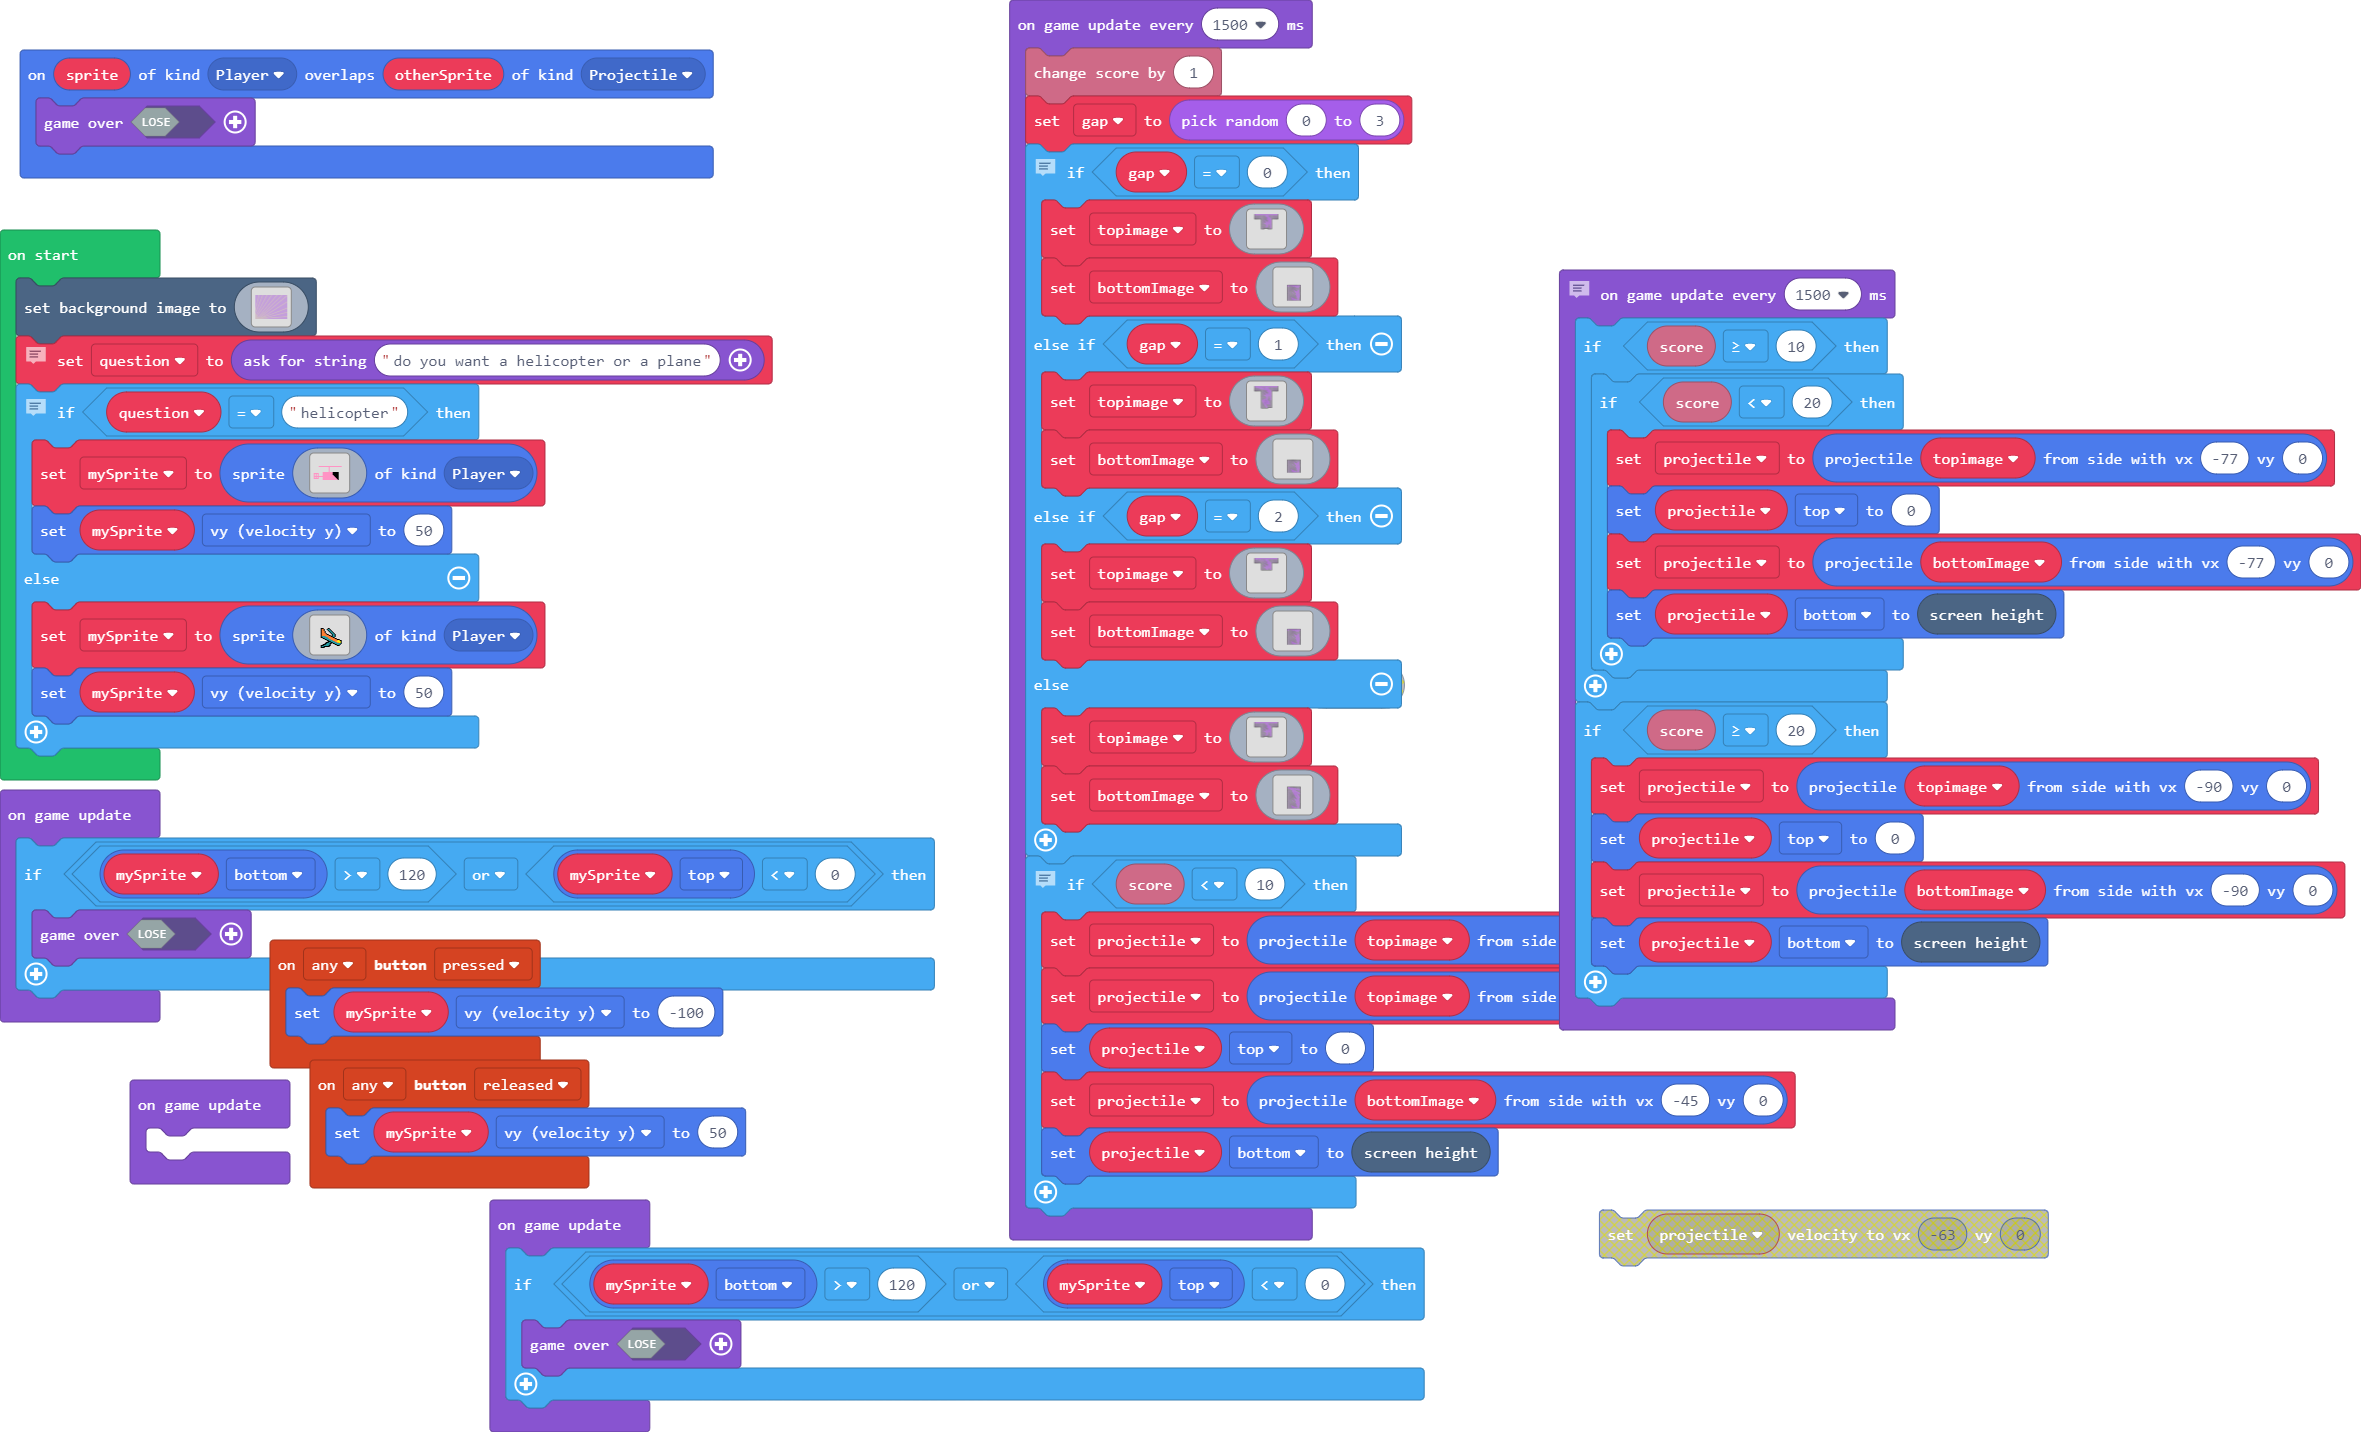 on sprite of kind Player overlaps otherSprite of kind Projectile
game over LOSE
on start
set background image to
set question to ask for string "do you want a helicopter or a plane"
if question = "helicopter" then
set mySprite to sprite of kind Player
set mySprite vy (velocity y) to 50
else
set mySprite to sprite of kind Player
set mySprite vy (velocity y) to 50
on game update
if mySprite bottom > 120 or mySprite top < 0 then
game over LOSE
on any button pressed
set mySprite vy (velocity y) to -100
on game update
on any button released
set mySprite vy (velocity y) to 50
on game update
if mySprite bottom > 120 or mySprite top < 0 then
game over LOSE
on game update every 1500 ms
change score by 1
set gap to pick random 0 to 3
if gap = 0 then
set topimage to
set bottomImage to
else if gap = 1 then
set topimage to
set bottomImage to
else if gap = 2 then
set topimage to
set bottomImage to
else
set topimage to
set bottomImage to
if score < 10 then
set projectile to projectile topimage from side
set projectile to projectile topimage from side
set projectile top to 0
set projectile to projectile bottomImage from side with vx -45 vy 0
set projectile bottom to screen height
on game update every 1500 ms
if score ≥ 10 then
if score < 20 then
set projectile to projectile topimage from side with vx -77 vy 0
set projectile top to 0
set projectile to projectile bottomImage from side with vx -77 vy 0
set projectile bottom to screen height
if score ≥ 20 then
set projectile to projectile topimage from side with vx -90 vy 0
set projectile top to 0
set projectile to projectile bottomImage from side with vx -90 vy 0
set projectile bottom to screen height
set projectile velocity to vx -63 vy 0